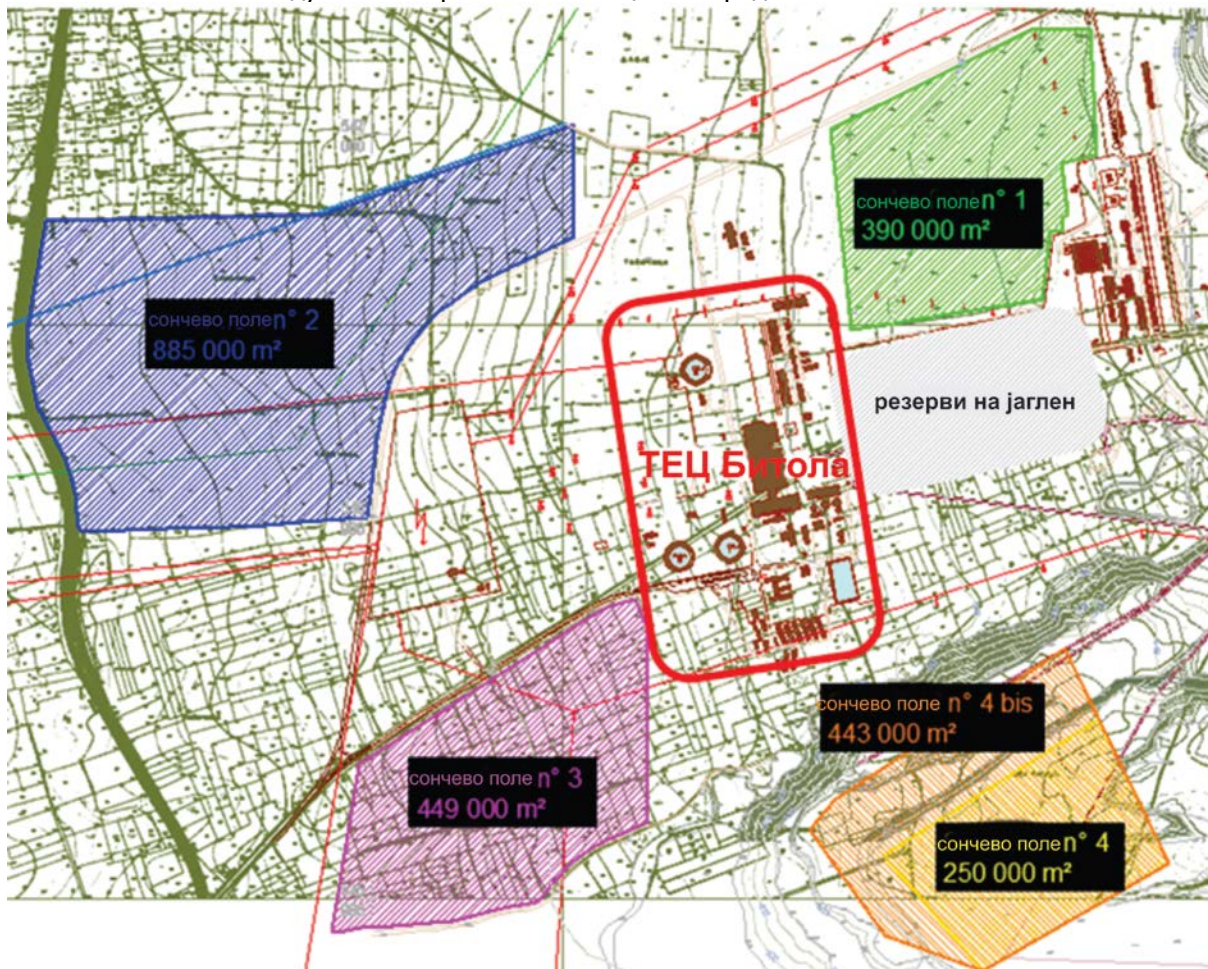 сончево поле n° 1
390 000 m²
сончево поле n° 2
885 000 m²
резерви на јаглен
ТЕЦ Битола
сончево поле n° 4 bis
443 000 m²
сончево поле n° 3
449 000 m²
сончево поле n° 4
250 000 m²